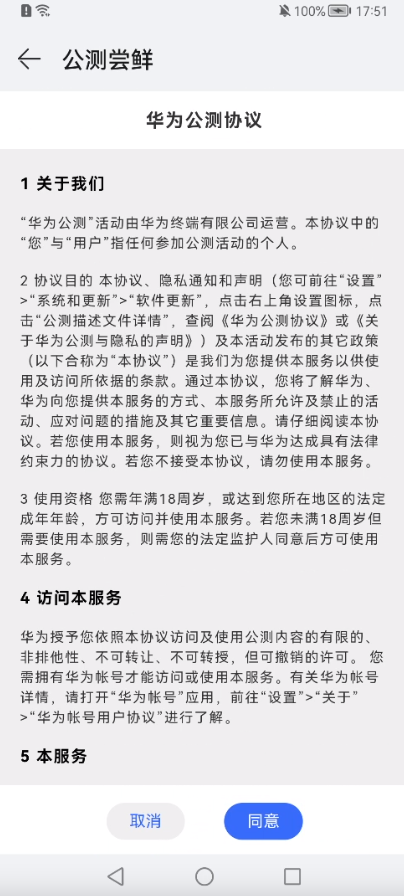 100% 17:51
公测尝鲜
华为公测协议
1 关于我们
“华为公测”活动由华为终端有限公司运营。本协议中的
“您”与“用户”指任何参加公测活动的个人。
2 协议目的 本协议、隐私通知和声明（您可前往“设置”
>“系统和更新”>“软件更新”，点击右上角设置图标，点
击“公测描述文件详情”，查阅《华为公测协议》或《关
于华为公测与隐私的声明》）及本活动发布的其它政策
（以下合称为“本协议”）是我们为您提供本服务以供使
用及访问所依据的条款。通过本协议，您将了解华为、
华为向您提供本服务的方式、本服务所允许及禁止的活
动、应对问题的措施及其它重要信息。请仔细阅读本协
议。若您使用本服务，则视为您已与华为达成具有法律
约束力的协议。若您不接受本协议，请勿使用本服务。
3 使用资格 您需年满18周岁，或达到您所在地区的法定
成年年龄，方可访问并使用本服务。若您未满18周岁但
需要使用本服务，则需您的法定监护人同意后方可使用
本服务。
4 访问本服务
华为授予您依照本协议访问及使用公测内容的有限的、
非排他性、不可转让、不可转授，但可撤销的许可。 您
需拥有华为帐号才能访问或使用本服务。有关华为帐号
详情，请打开“华为帐号”应用，前往“设置”>“关于”
>“华为帐号用户协议”进行了解。
5 本服务
取消
同意